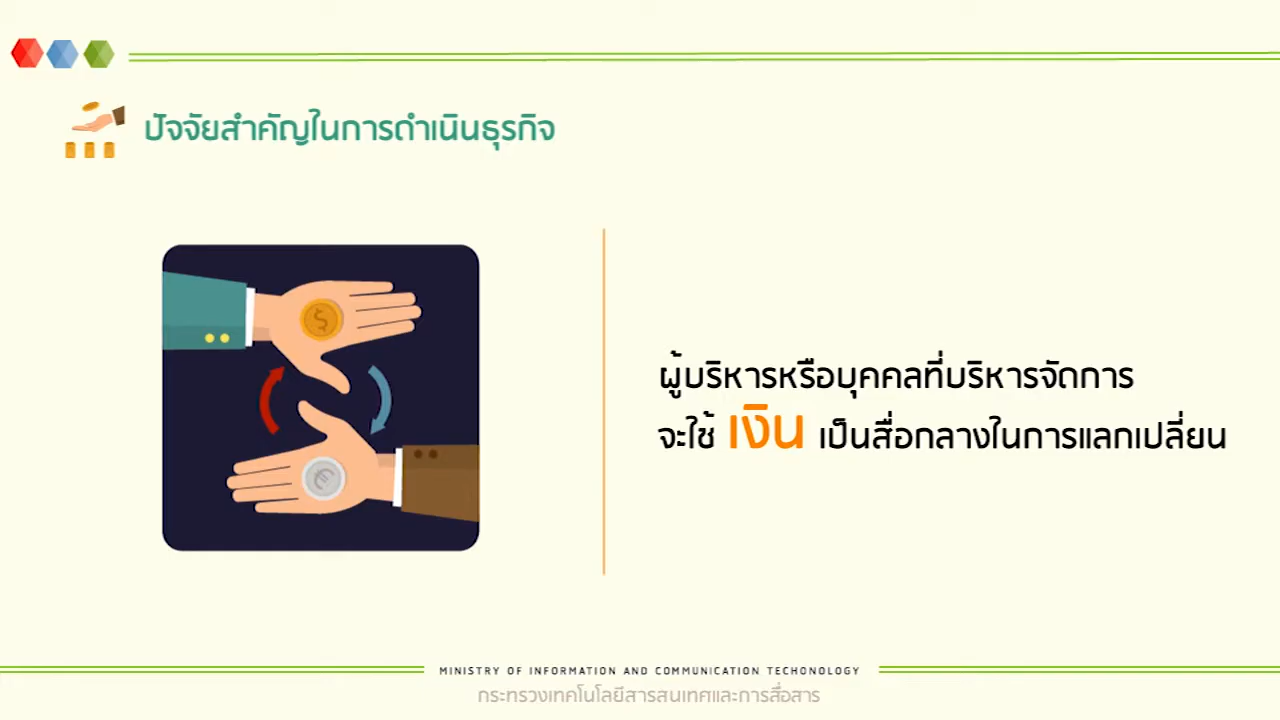 ปัจจัยสำคัญในการดำเนินธุรกิจ
ผู้บริหารหรือบุคคลที่บริหารจัดการ
จะใช้ เงิน เป็นสื่อกลางในการแลกเปลี่ยน
MINISTRY OF INFORMATION AND COMMUNICATION TECHONOLOGY
กระทรวงเทคโนโลยีสารสนเทศและการสื่อสาร